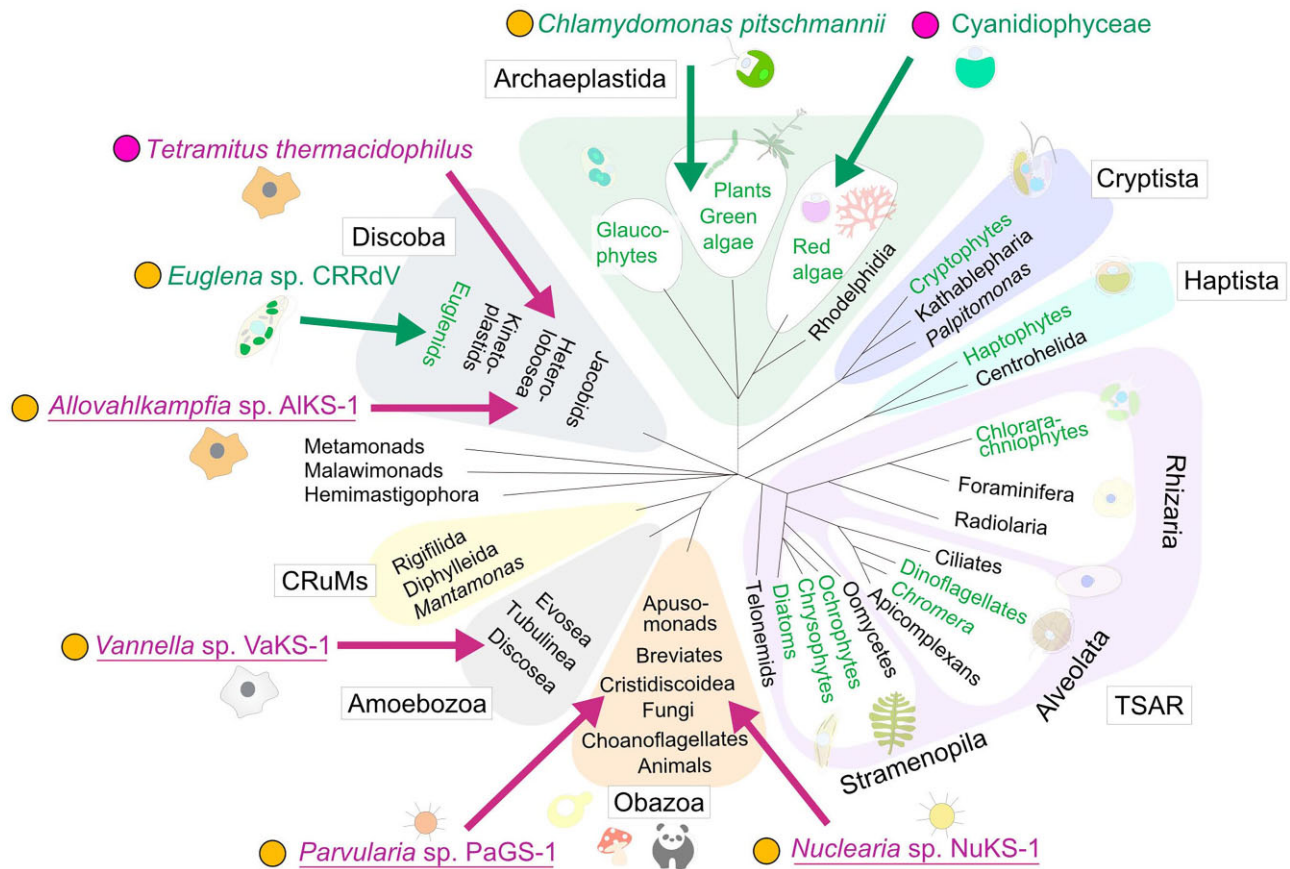 Chlamydomonas pitschmannii
Cyanidiophyceae
Archaeplastida
Tetramitus thermacidophilus
Cryptista
Plants
Green
algae
Glauco-
phytes
Red
algae
Rhodelphidia
Cryptophytes
Kathablepharia
Palpitomonas
Discoba
Haptista
Euglena sp. CRRdV
Euglenids
Kineto-
plastids
Hetero-
lobosea
Jacobids
Haptophytes
Centrohelida
Allovahlkampfia sp. AlKS-1
Chlorara-
chniophytes
Metamonads
Malawimonads
Hemimastigophora
Foraminifera
Radiolaria
Rhizaria
Rigifilida
Diphylleida
Mantamonas
CRuMs
Ciliates
Dinoflagellates
Chromera
Apicomplexans
Oomycetes
Ochrophytes
Chrysophytes
Diatoms
Telonemids
Alveolata
TSAR
Stramenopila
Evosea
Tubulinea
Discosea
Vannella sp. VaKS-1
Amoebozoa
Apuso-
monads
Breviates
Cristidiscoidea
Fungi
Choanoflagellates
Animals
Obazoa
Parvularia sp. PaGS-1
Nuclearia sp. NuKS-1